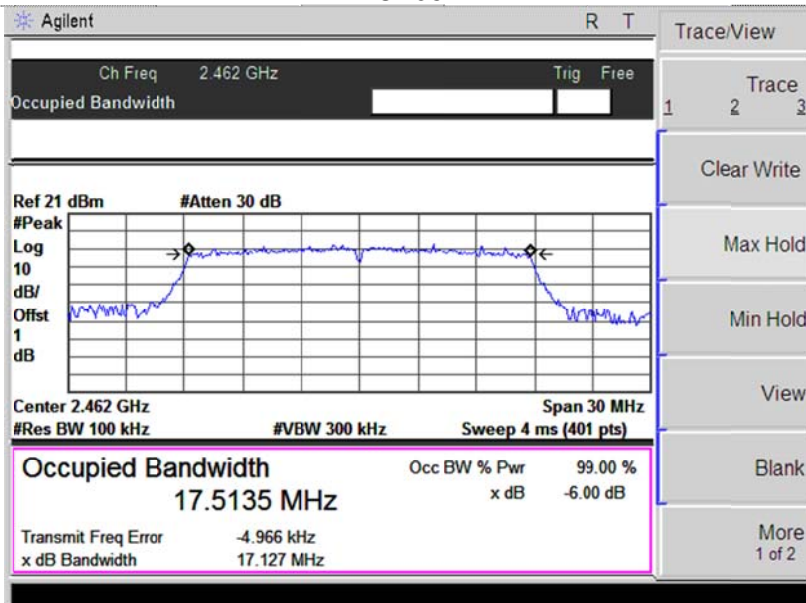 Agilent R T
Trace/View
Ch Freq 2.462 GHz Trig Free
Occupied Bandwidth
Trace
1 2 3
Clear Write
Max Hold
Min Hold
View
Blank
More
1 of 2
Ref 21 dBm #Atten 30 dB
#Peak
Log
10
dB/
Offst
1
dB
Center 2.462 GHz Span 30 MHz
#Res BW 100 kHz #VBW 300 kHz Sweep 4 ms (401 pts)
Occupied Bandwidth Occ BW % Pwr 99.00 %
17.5135 MHz x dB -6.00 dB
Transmit Freq Error -4.966 kHz
x dB Bandwidth 17.127 MHz